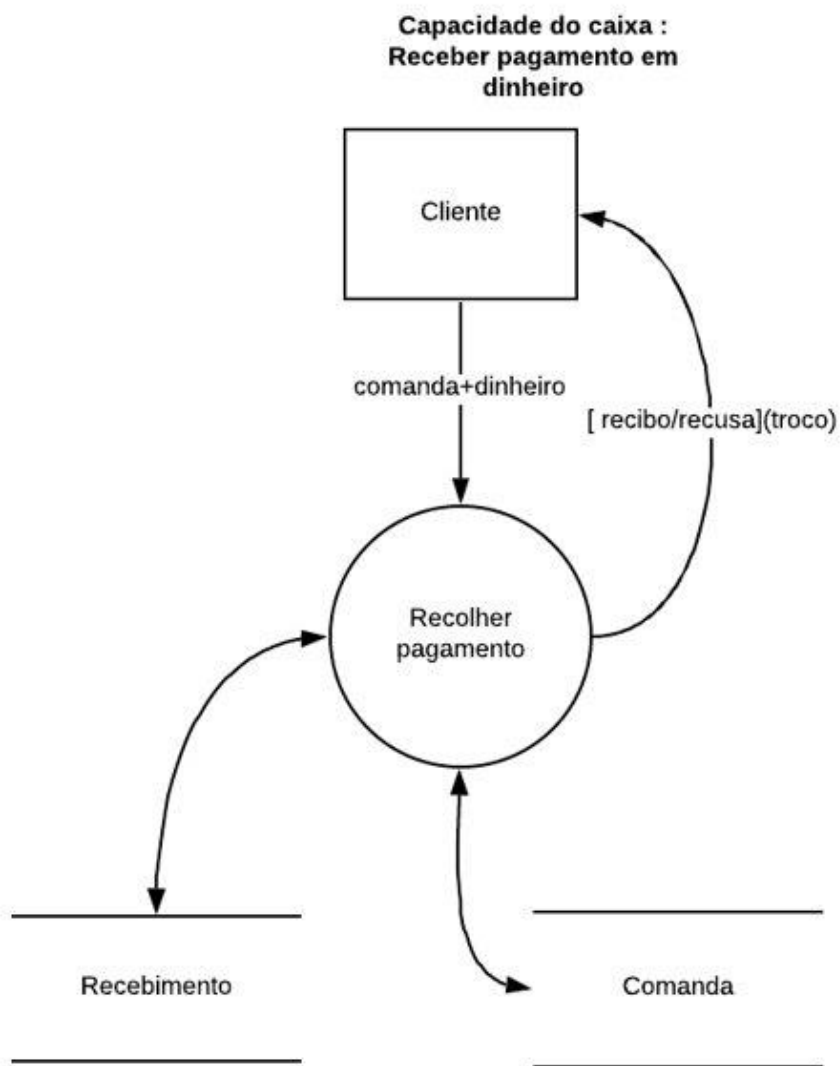 Capacidade do caixa :
Receber pagamento em
dinheiro
Cliente
comanda+dinheiro
[ recibo/recusa](troco)
Recolher
pagamento
Recebimento
Comanda